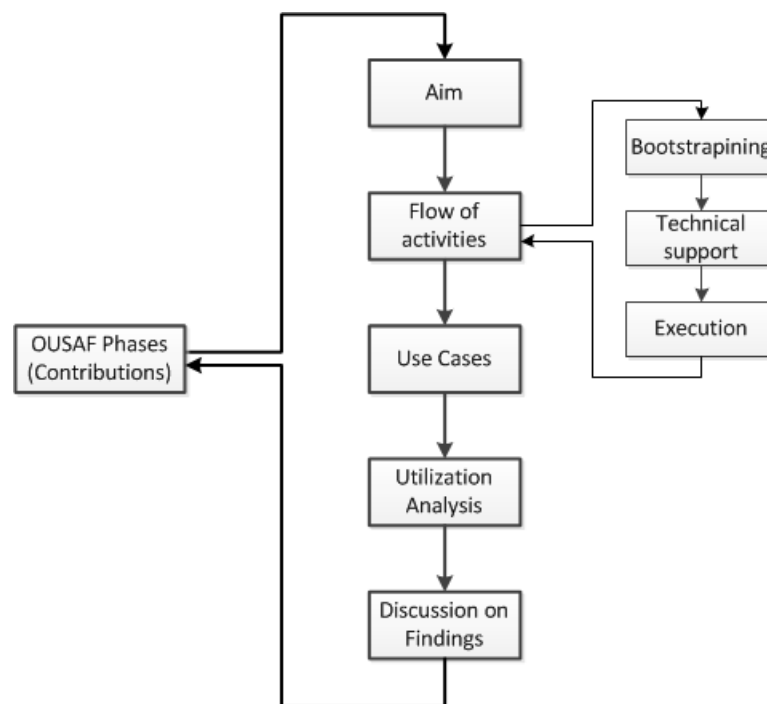 Aim
Flow of
activities
Bootstrapining
Technical
support
Execution
OUSAF Phases
(Contributions)
Use Cases
Utilization
Analysis
Discussion on
Findings